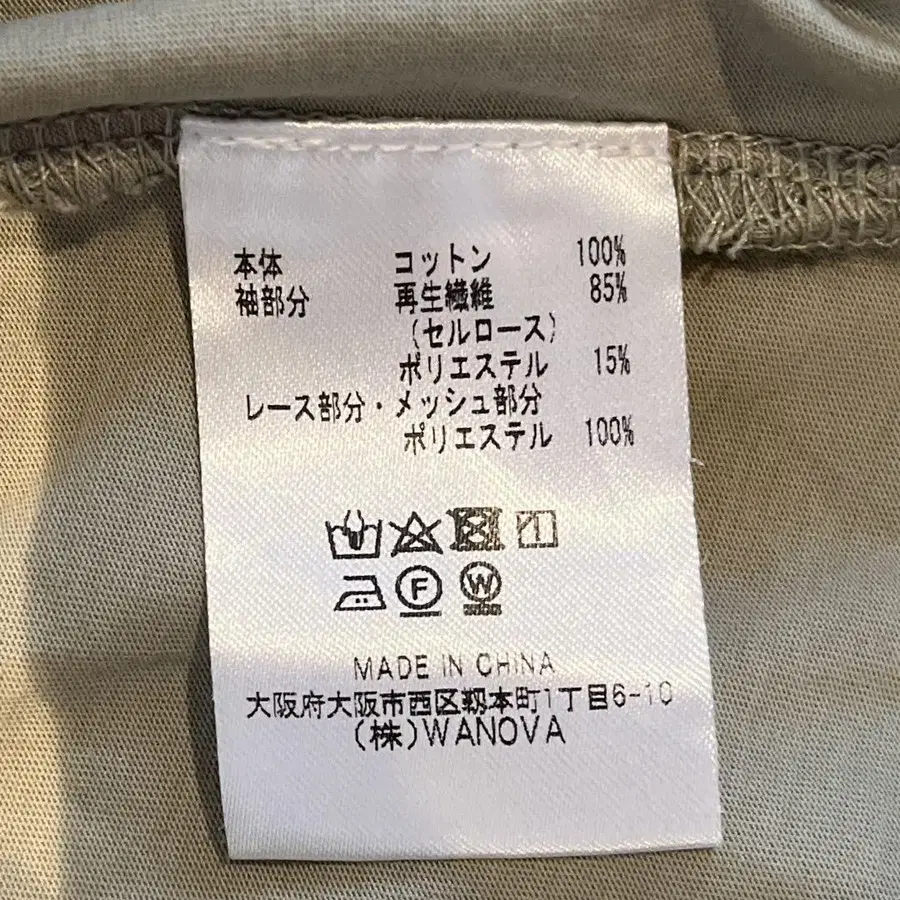 本体 コットン 100%
袖部分 再生繊維 85%
(セルロース)
ポリエステル 15%
レース部分・メッシュ部分
ポリエステル 100%
F W
MADE IN CHINA
大阪府大阪市西区靱本町1丁目6-10
(株)WANOVA